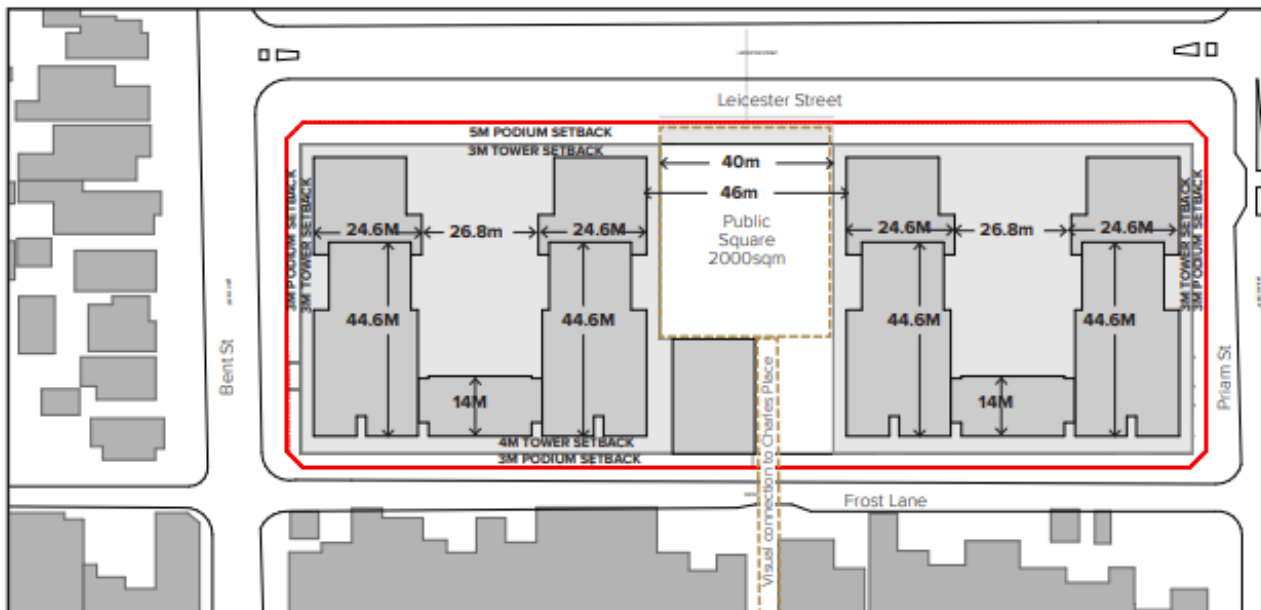 Leicester Street
5M PODIUM SETBACK
3M TOWER SETBACK
40m
46m
Public
Square
2000sqm
3M PODIUM SETBACK
3M TOWER SETBACK
24.6M
26.8m
24.6M
24.6M
26.8m
24.6M
3M TOWER SETBACK
3M PODIUM SETBACK
44.6M
44.6M
44.6M
44.6M
Bent St
Priam St
14M
14M
4M TOWER SETBACK
3M PODIUM SETBACK
Visual connection to Charles Place
Frost Lane